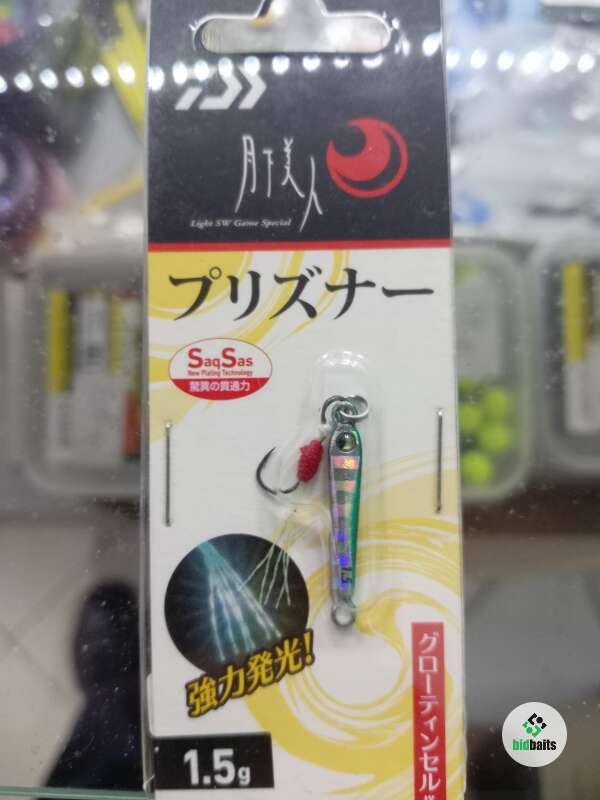 月下美人
Light SW Game Special
プリズナー
SaqSas
New Plating Technology
驚異の貫通力
強力発光!
グローティンセル
1.5g
bidbaits